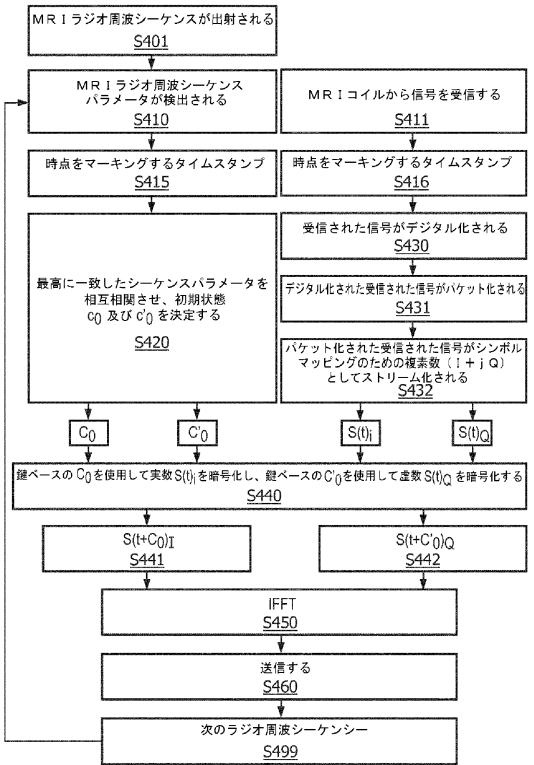 MRIラジオ周波シーケンスが出射される
S401
MRIラジオ周波シーケンス
パラメータが検出される
S410
MRIコイルから信号を受信する
S411
時点をマーキングするタイムスタンプ
S415
時点をマーキングするタイムスタンプ
S416
最高に一致したシーケンスパラメータを
相互相関させ、初期状態
c0 及び c'0 を決定する
S420
受信された信号がデジタル化される
S430
デジタル化された受信された信号がパケット化される
S431
パケット化された受信された信号がシンボル
マッピングのための複素数(I+jQ)
としてストリーム化される
S432
C0
C'0
S(t)i
S(t)Q
鍵ベースのC0を使用して実数S(t)iを暗号化し、鍵ベースのC'0を使用して虚数S(t)Qを暗号化する
S440
S(t+C0)I
S441
S(t+C'0)Q
S442
IFFT
S450
送信する
S460
次のラジオ周波シーケンシー
S499